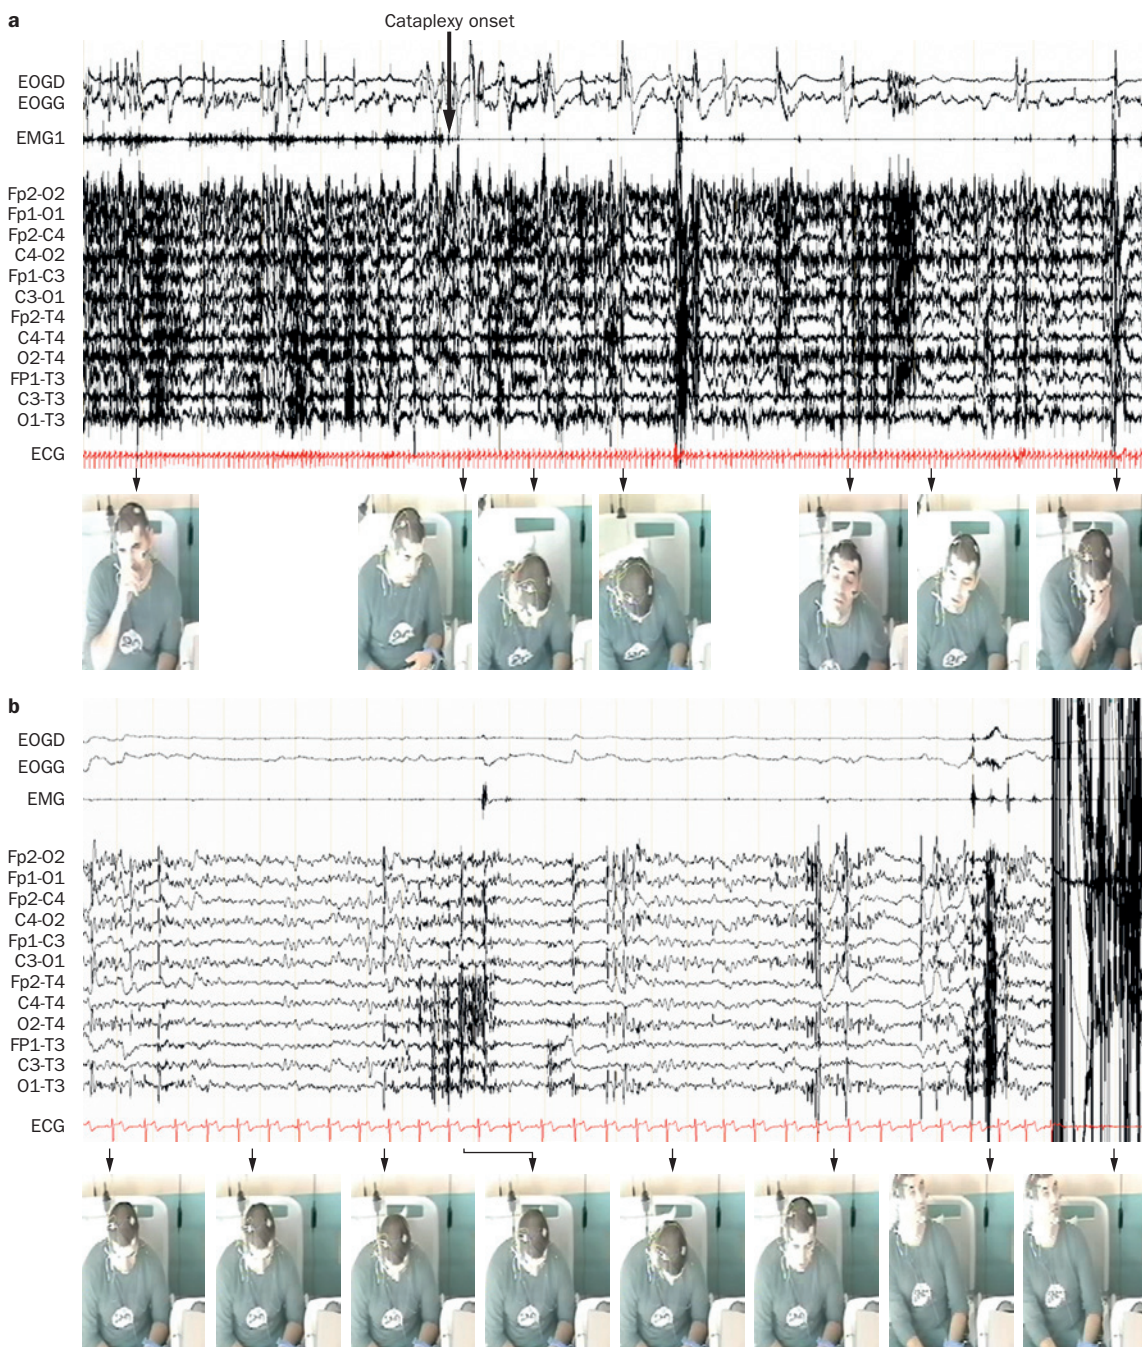 a
Cataplexy onset
EOGD
EOGG
EMG1
Fp2-O2
Fp1-O1
Fp2-C4
C4-O2
Fp1-C3
C3-O1
Fp2-T4
C4-T4
O2-T4
FP1-T3
C3-T3
O1-T3
ECG
b
EOGD
EOGG
EMG
Fp2-O2
Fp1-O1
Fp2-C4
C4-O2
Fp1-C3
C3-O1
Fp2-T4
C4-T4
O2-T4
FP1-T3
C3-T3
O1-T3
ECG